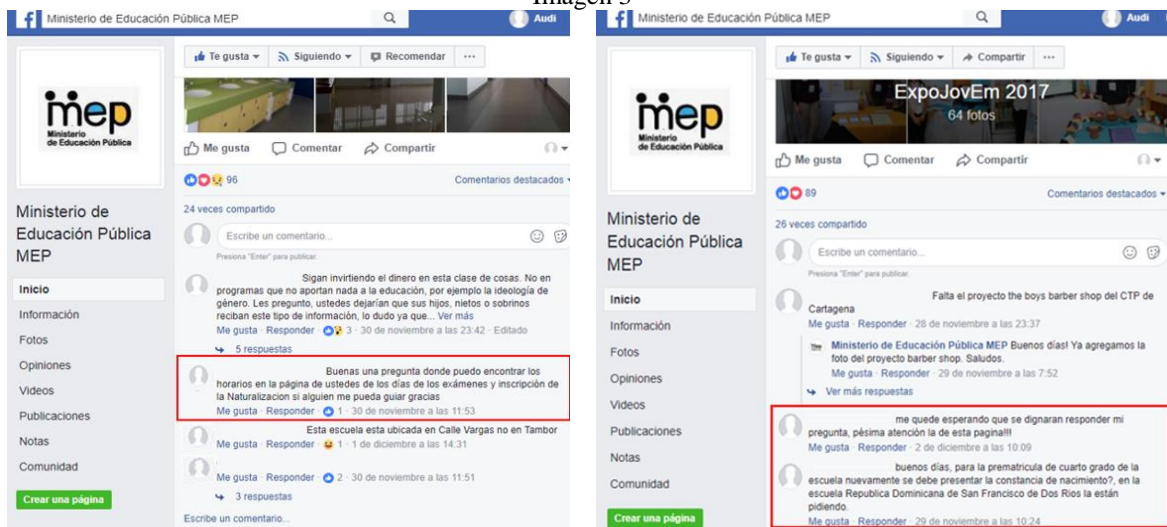 Imagen 3
Ministerio de Educación Pública MEP
Audi
mep
Ministerio
de Educación Pública
Ministerio de
Educación Pública
MEP
Inicio
Información
Fotos
Opiniones
Videos
Publicaciones
Notas
Comunidad
Crear una página
Te gusta Siguiendo Recomendar ...
Me gusta Comentar Compartir
96 Comentarios destacados
24 veces compartido
Escribe un comentario...
Presiona "Enter" para publicar.
Sigan invirtiendo el dinero en esta clase de cosas. No en
programas que no aportan nada a la educación, por ejemplo la ideología de
género. Les pregunto, ustedes dejarían que sus hijos, nietos o sobrinos
reciban este tipo de información, lo dudo ya que... Ver más
Me gusta · Responder · 3 · 30 de noviembre a las 23:42 · Editado
5 respuestas
Buenas una pregunta donde puedo encontrar los
horarios en la página de ustedes de los días de los exámenes y inscripción de
la Naturalizacion si alguien me pueda guiar gracias
Me gusta · Responder · 1 · 30 de noviembre a las 11:53
Esta escuela esta ubicada en Calle Vargas no en Tambor
Me gusta · Responder · 1 · 1 de diciembre a las 14:31
Me gusta · Responder · 2 · 30 de noviembre a las 11:51
3 respuestas
Escribe un comentario...
Ministerio de Educación Pública MEP
Audi
mep
Ministerio
de Educación Pública
Ministerio de
Educación Pública
MEP
Inicio
Información
Fotos
Opiniones
Videos
Publicaciones
Notas
Comunidad
Crear una página
Te gusta Siguiendo Compartir ...
ExpoJovEm 2017
64 fotos
Me gusta Comentar Compartir
89 Comentarios destacados
26 veces compartido
Escribe un comentario...
Presiona "Enter" para publicar.
Falta el proyecto the boys barber shop del CTP de
Cartagena
Me gusta · Responder · 28 de noviembre a las 23:37
Ministerio de Educación Pública MEP Buenos días! Ya agregamos la
foto del proyecto barber shop. Saludos.
Me gusta · Responder · 29 de noviembre a las 7:52
Ver más respuestas
me quede esperando que se dignaran responder mi
pregunta, pésima atención la de esta pagina!!!
Me gusta · Responder · 2 de diciembre a las 10:09
buenos días, para la prematricula de cuarto grado de la
escuela nuevamente se debe presentar la constancia de nacimiento?, en la
escuela Republica Dominicana de San Francisco de Dos Rios la están
pidiendo.
Me gusta · Responder · 29 de noviembre a las 10:24